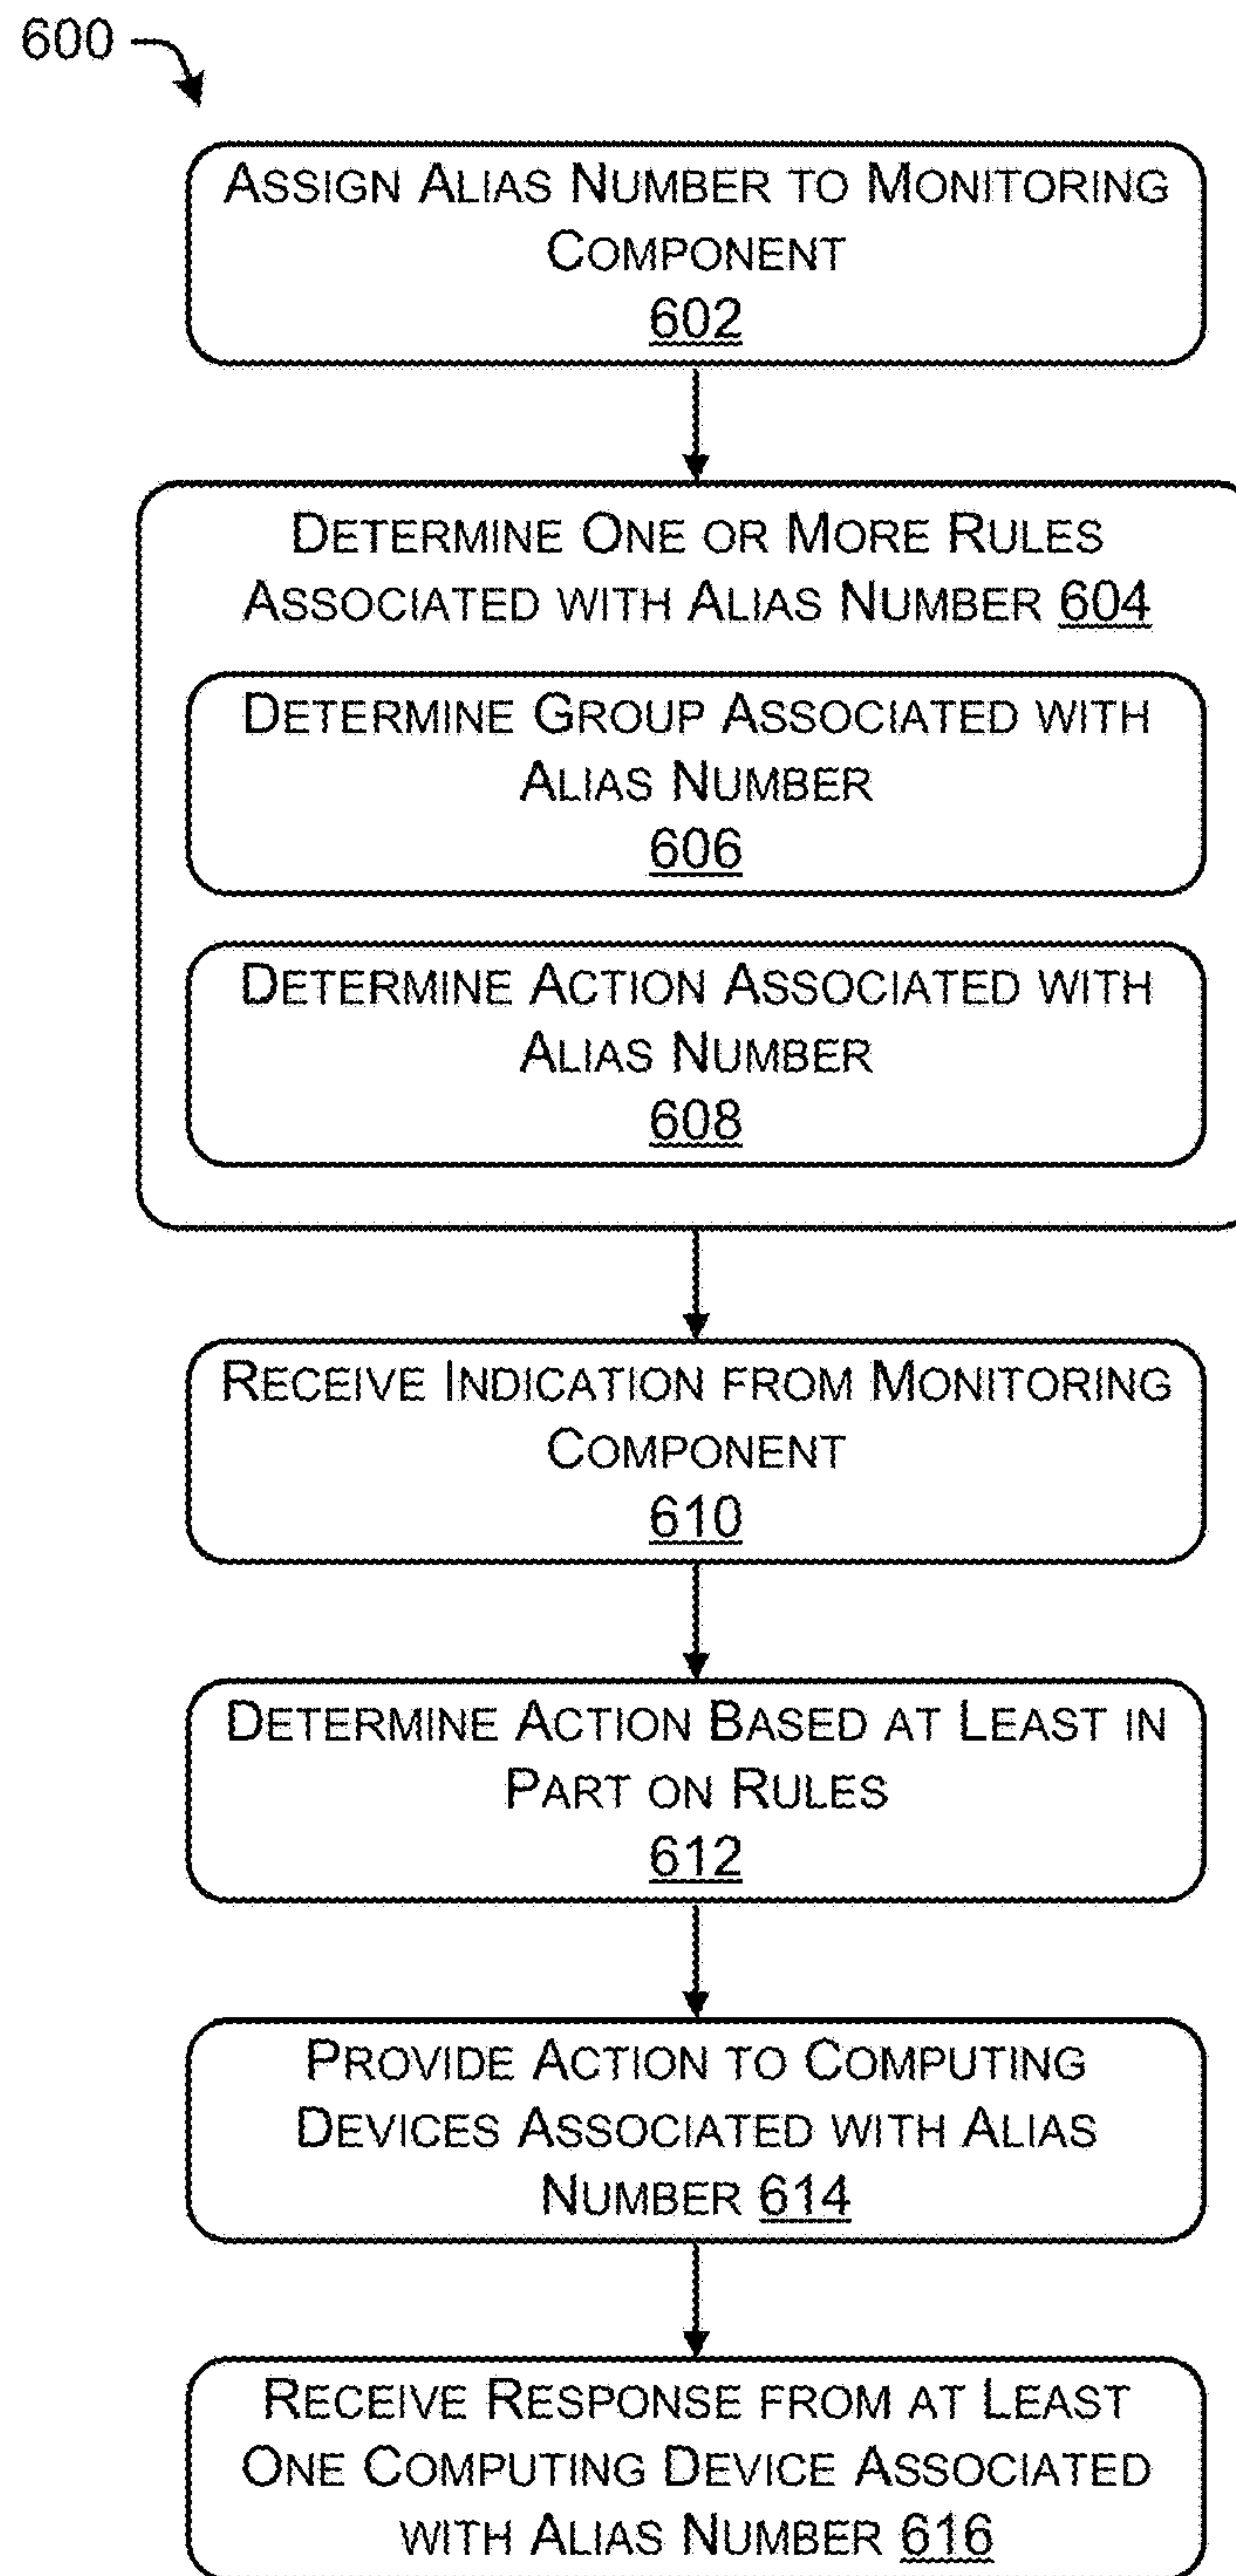 600
ASSIGN ALIAS NUMBER TO MONITORING
COMPONENT
602
DETERMINE ONE OR MORE RULES
ASSOCIATED WITH ALIAS NUMBER 604
DETERMINE GROUP ASSOCIATED WITH
ALIAS NUMBER
606
DETERMINE ACTION ASSOCIATED WITH
ALIAS NUMBER
608
RECEIVE INDICATION FROM MONITORING
COMPONENT
610
DETERMINE ACTION BASED AT LEAST IN
PART ON RULES
612
PROVIDE ACTION TO COMPUTING
DEVICES ASSOCIATED WITH ALIAS
NUMBER 614
RECEIVE RESPONSE FROM AT LEAST
ONE COMPUTING DEVICE ASSOCIATED
WITH ALIAS NUMBER 616